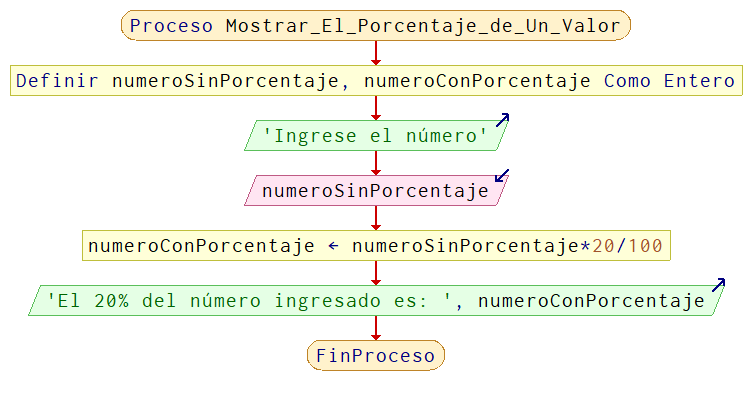 Proceso Mostrar_El_Porcentaje_de_Un_Valor
Definir numeroSinPorcentaje, numeroConPorcentaje Como Entero
'Ingrese el número'
numeroSinPorcentaje
numeroConPorcentaje ← numeroSinPorcentaje*20/100
'El 20% del número ingresado es: ', numeroConPorcentaje
FinProceso